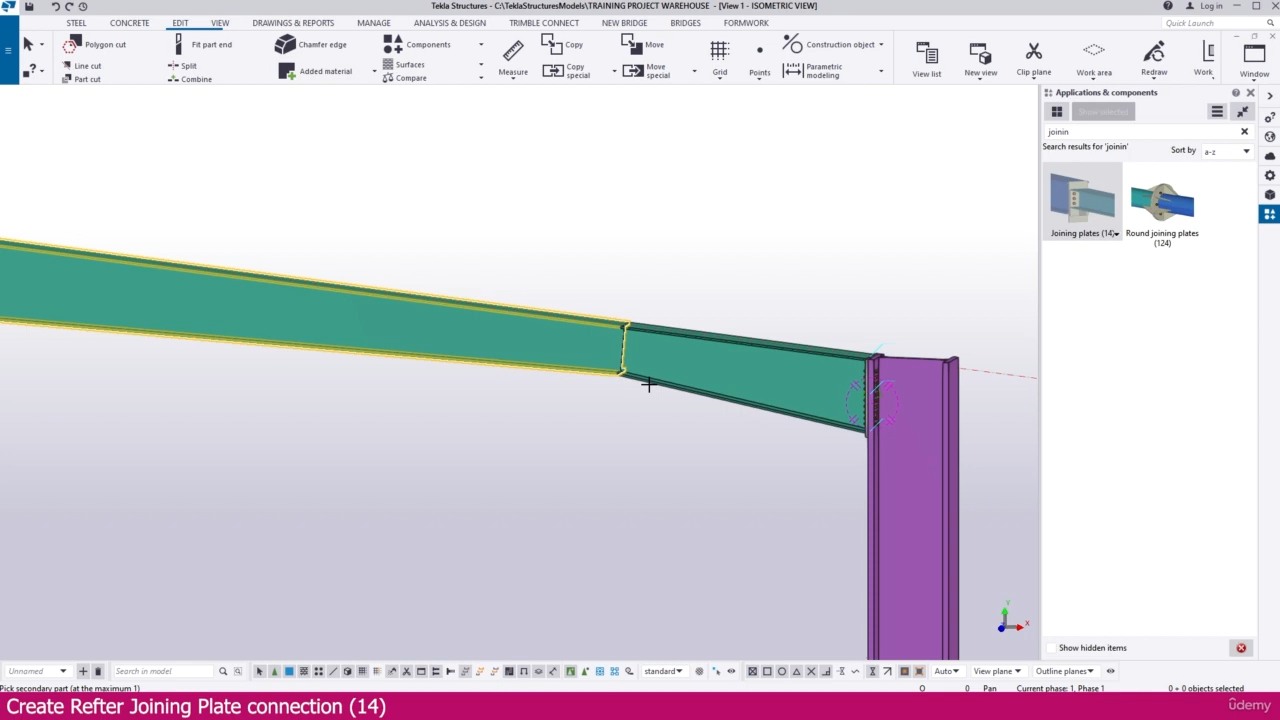 Tekla Structures - C:\TeklaStructuresModels\TRAINING PROJECT WAREHOUSE - [View 1 - ISOMETRIC VIEW]
Log in
STEEL CONCRETE EDIT VIEW DRAWINGS & REPORTS MANAGE ANALYSIS & DESIGN TRIMBLE CONNECT NEW BRIDGE BRIDGES FORMWORK
Quick Launch
Polygon cut
Line cut
Part cut
Fit part end
Split
Combine
Chamfer edge
Added material
Components
Surfaces
Compare
Measure
Copy
Copy
special
Move
Move
special
Grid
Points
Construction object
Parametric
modeling
View list
New view
Clip plane
Work area
Redraw
Work
Window
Applications & components
Show selected
joinin
Search results for 'joinin'
Sort by
a-z
Joining plates (14)
Round joining plates
(124)
Y
X
Show hidden items
Unnamed
Search in model
standard
Auto
View plane
Outline planes
Pick secondary part (at the maximum 1)
O
0
Pan
Current phase: 1, Phase 1
0 + 0 objects selected
Create Refter Joining Plate connection (14)
ûdemy